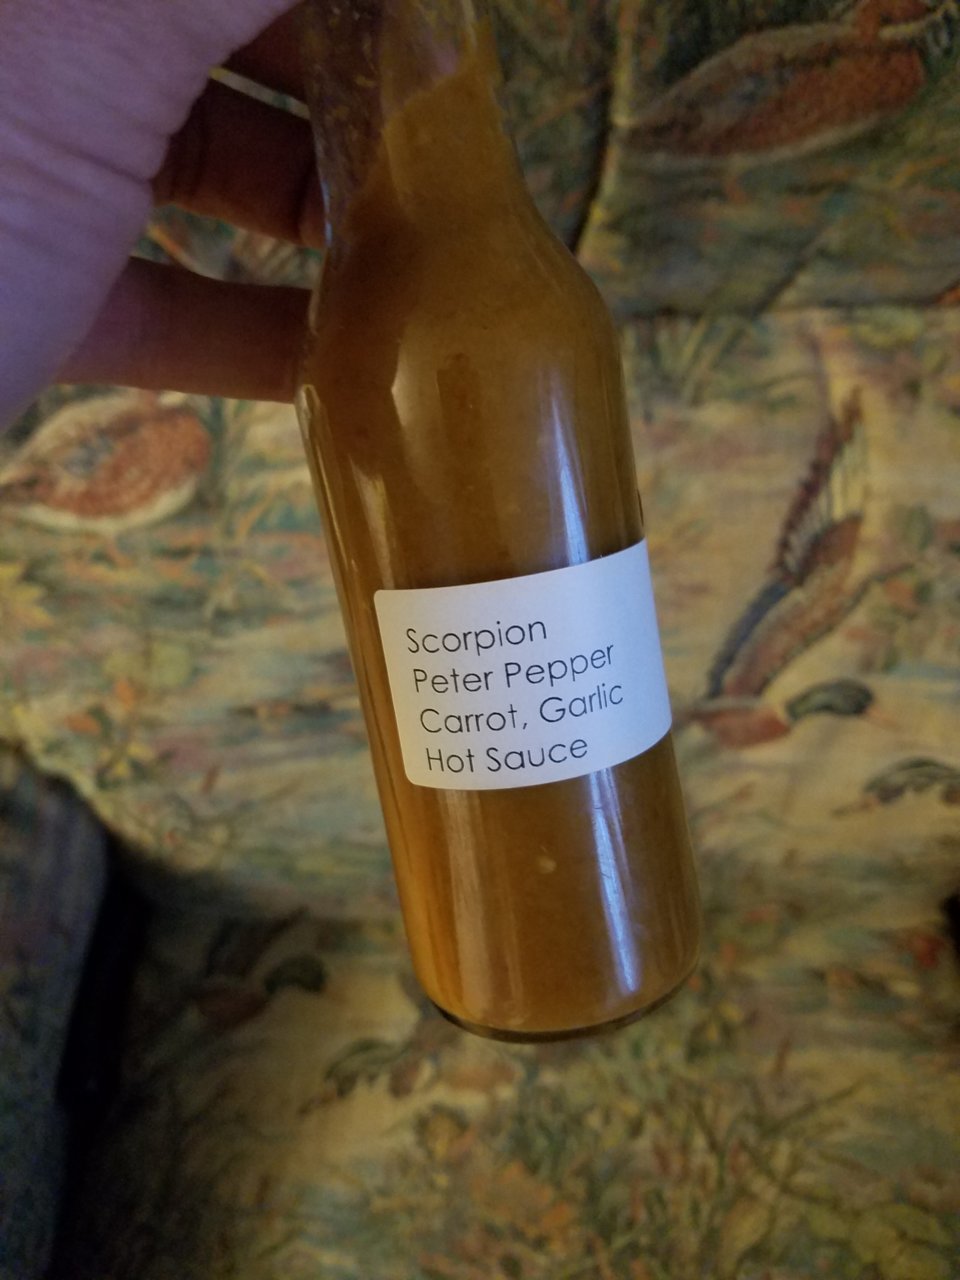 Scorpion
Peter Pepper
Carrot, Garlic
Hot Sauce